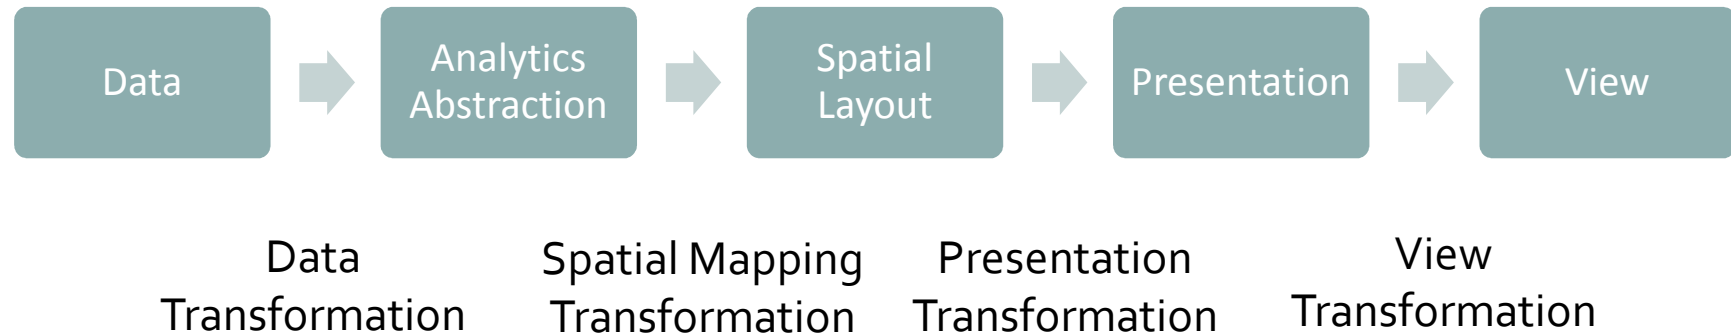 Data
Analytics
Abstraction
Spatial
Layout
Presentation
View
Data
Transformation
Spatial Mapping
Transformation
Presentation
Transformation
View
Transformation